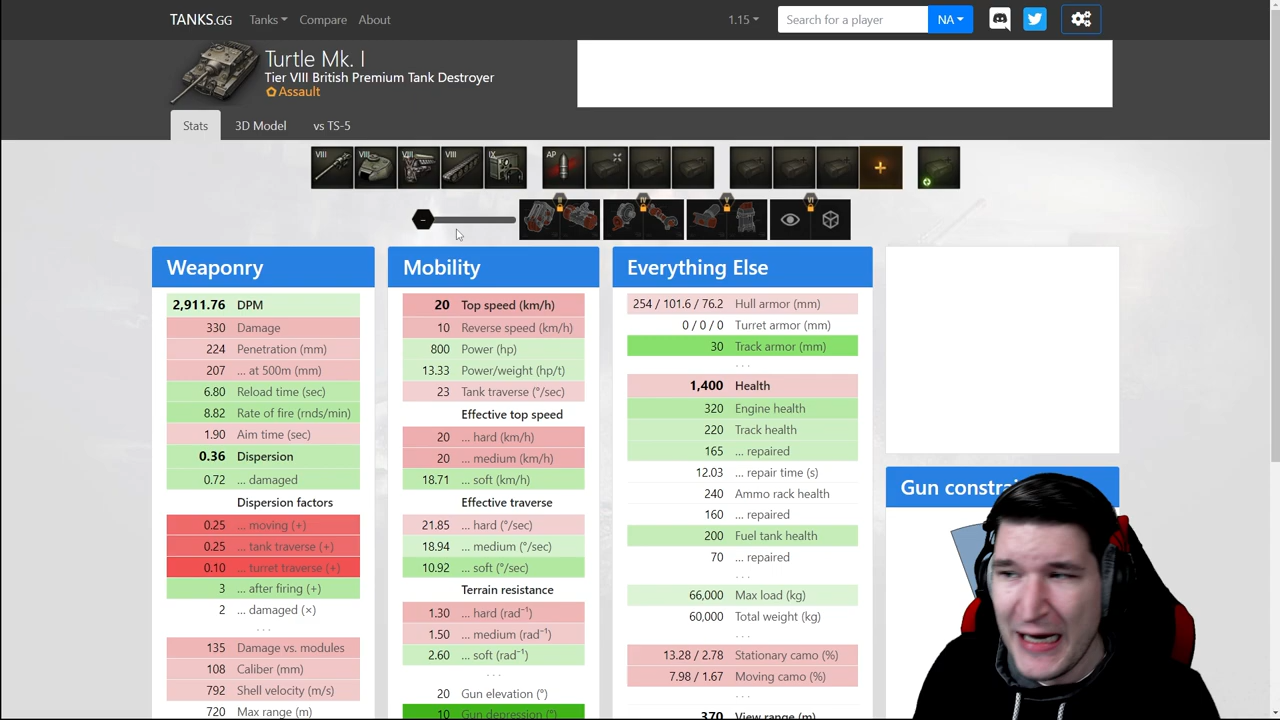 TANKS.GG Tanks Compare About 1.15 Search for a player NA
Turtle Mk. I
Tier VIII British Premium Tank Destroyer
Assault
Stats 3D Model vs TS-5
VIII VIII VIII VIII IX AP
II IV V VI
Weaponry
2,911.76 DPM
330 Damage
224 Penetration (mm)
207 ... at 500m (mm)
6.80 Reload time (sec)
8.82 Rate of fire (rnds/min)
1.90 Aim time (sec)
0.36 Dispersion
0.72 ... damaged
Dispersion factors
0.25 ... moving (+)
0.25 ... tank traverse (+)
0.10 ... turret traverse (+)
3 ... after firing (+)
2 ... damaged (×)
...
135 Damage vs. modules
108 Caliber (mm)
792 Shell velocity (m/s)
720 Max range (m)
Mobility
20 Top speed (km/h)
10 Reverse speed (km/h)
800 Power (hp)
13.33 Power/weight (hp/t)
23 Tank traverse (°/sec)
Effective top speed
20 ... hard (km/h)
20 ... medium (km/h)
18.71 ... soft (km/h)
Effective traverse
21.85 ... hard (°/sec)
18.94 ... medium (°/sec)
10.92 ... soft (°/sec)
Terrain resistance
1.30 ... hard (rad⁻¹)
1.50 ... medium (rad⁻¹)
2.60 ... soft (rad⁻¹)
...
20 Gun elevation (°)
10 Gun depression (°)
Everything Else
254 / 101.6 / 76.2 Hull armor (mm)
0 / 0 / 0 Turret armor (mm)
30 Track armor (mm)
...
1,400 Health
320 Engine health
220 Track health
165 ... repaired
12.03 ... repair time (s)
240 Ammo rack health
160 ... repaired
200 Fuel tank health
70 ... repaired
...
66,000 Max load (kg)
60,000 Total weight (kg)
...
13.28 / 2.78 Stationary camo (%)
7.98 / 1.67 Moving camo (%)
...
370 View range (m)
Gun constrai